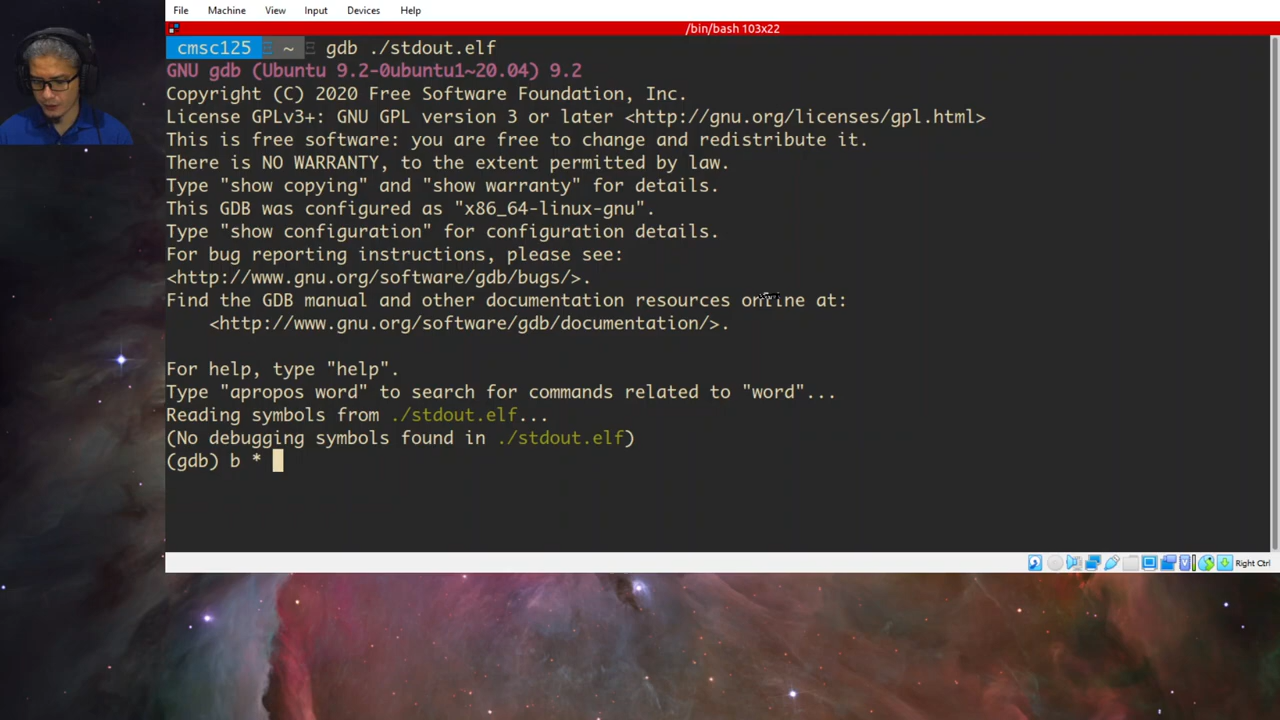 File Machine View Input Devices Help
/bin/bash 103x22
cmsc125 ~ gdb ./stdout.elf
GNU gdb (Ubuntu 9.2-0ubuntu1~20.04) 9.2
Copyright (C) 2020 Free Software Foundation, Inc.
License GPLv3+: GNU GPL version 3 or later <http://gnu.org/licenses/gpl.html>
This is free software: you are free to change and redistribute it.
There is NO WARRANTY, to the extent permitted by law.
Type "show copying" and "show warranty" for details.
This GDB was configured as "x86_64-linux-gnu".
Type "show configuration" for configuration details.
For bug reporting instructions, please see:
<http://www.gnu.org/software/gdb/bugs/>.
Find the GDB manual and other documentation resources online at:
<http://www.gnu.org/software/gdb/documentation/>.
For help, type "help".
Type "apropos word" to search for commands related to "word"...
Reading symbols from ./stdout.elf...
(No debugging symbols found in ./stdout.elf)
(gdb) b *
Right Ctrl